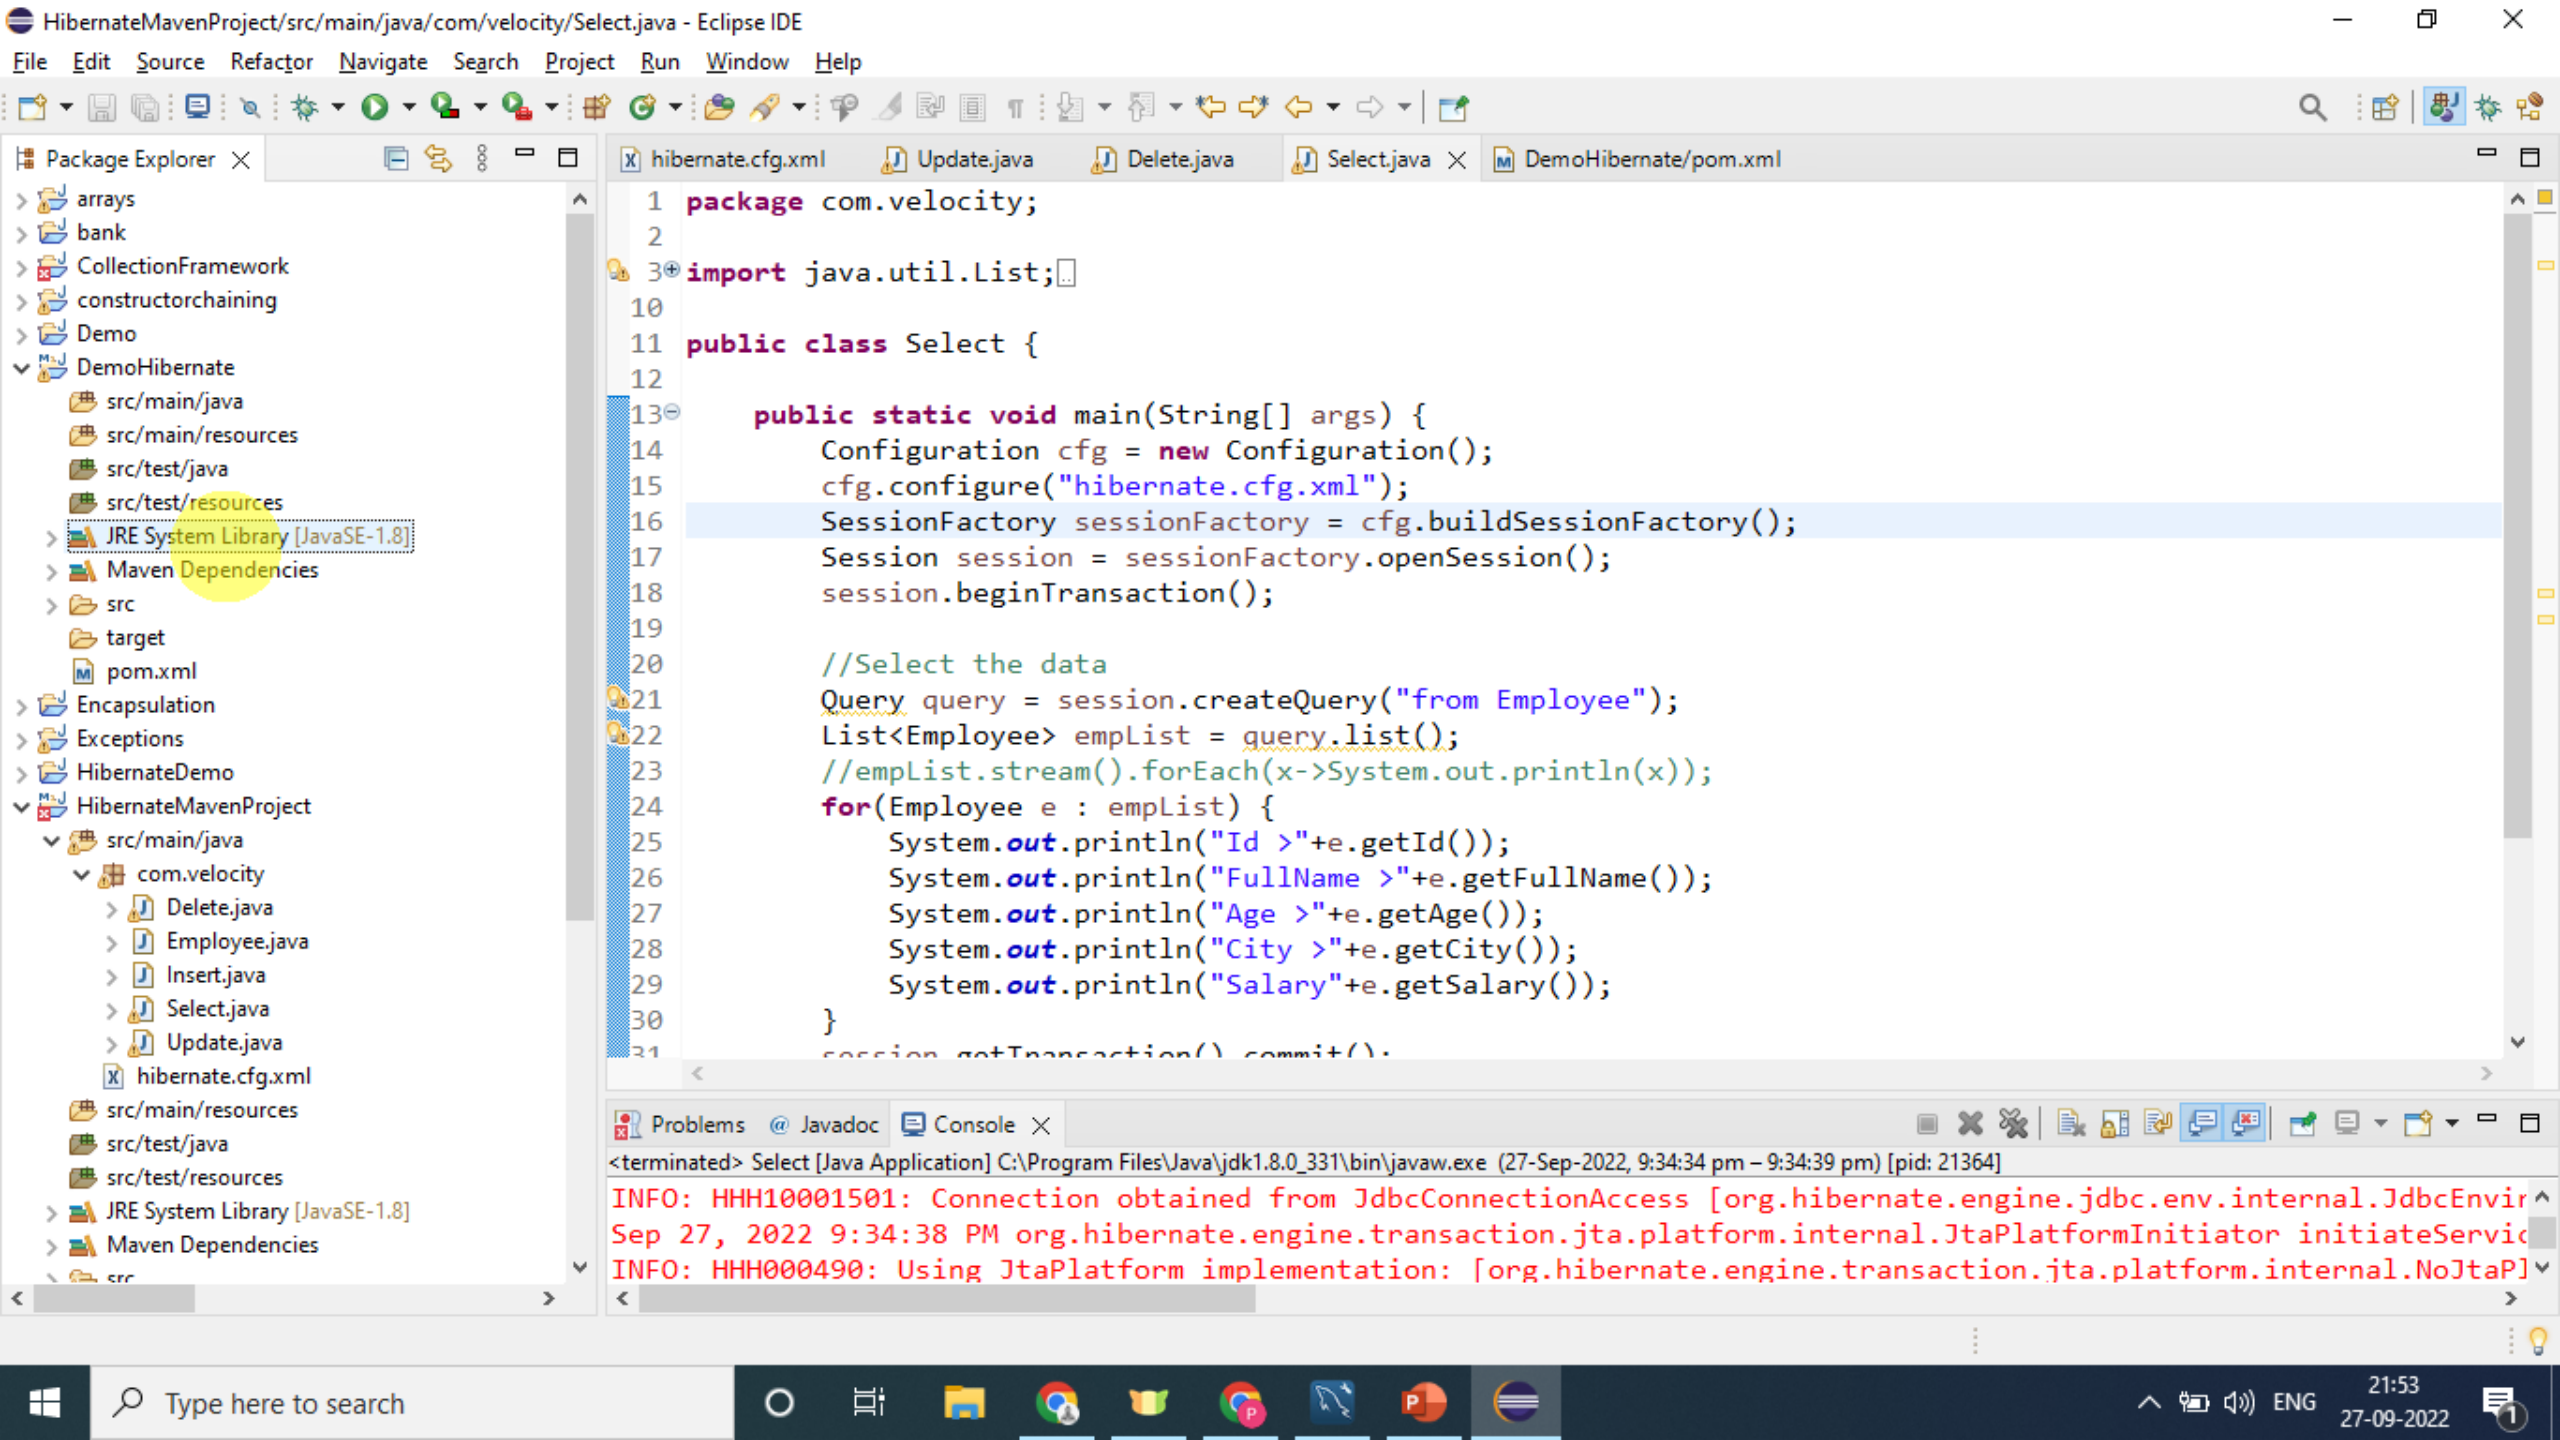 HibernateMavenProject/src/main/java/com/velocity/Select.java - Eclipse IDE
File Edit Source Refactor Navigate Search Project Run Window Help
Package Explorer
arrays
bank
CollectionFramework
constructorchaining
Demo
DemoHibernate
src/main/java
src/main/resources
src/test/java
src/test/resources
JRE System Library [JavaSE-1.8]
Maven Dependencies
src
target
pom.xml
Encapsulation
Exceptions
HibernateDemo
HibernateMavenProject
src/main/java
com.velocity
Delete.java
Employee.java
Insert.java
Select.java
Update.java
hibernate.cfg.xml
src/main/resources
src/test/java
src/test/resources
JRE System Library [JavaSE-1.8]
Maven Dependencies
src
hibernate.cfg.xml Update.java Delete.java Select.java DemoHibernate/pom.xml
1 package com.velocity;
2
3 import java.util.List;
10
11 public class Select {
12
13 public static void main(String[] args) {
14 Configuration cfg = new Configuration();
15 cfg.configure("hibernate.cfg.xml");
16 SessionFactory sessionFactory = cfg.buildSessionFactory();
17 Session session = sessionFactory.openSession();
18 session.beginTransaction();
19
20 //Select the data
21 Query query = session.createQuery("from Employee");
22 List<Employee> empList = query.list();
23 //empList.stream().forEach(x->System.out.println(x));
24 for(Employee e : empList) {
25 System.out.println("Id >"+e.getId());
26 System.out.println("FullName >"+e.getFullName());
27 System.out.println("Age >"+e.getAge());
28 System.out.println("City >"+e.getCity());
29 System.out.println("Salary"+e.getSalary());
30 }
31 session.getTransaction().commit();
Problems @ Javadoc Console
<terminated> Select [Java Application] C:\Program Files\Java\jdk1.8.0_331\bin\javaw.exe (27-Sep-2022, 9:34:34 pm – 9:34:39 pm) [pid: 21364]
INFO: HHH10001501: Connection obtained from JdbcConnectionAccess [org.hibernate.engine.jdbc.env.internal.JdbcEnvir
Sep 27, 2022 9:34:38 PM org.hibernate.engine.transaction.jta.platform.internal.JtaPlatformInitiator initiateServic
INFO: HHH000490: Using JtaPlatform implementation: [org.hibernate.engine.transaction.jta.platform.internal.NoJtaPl
Type here to search
ENG
21:53
27-09-2022
1